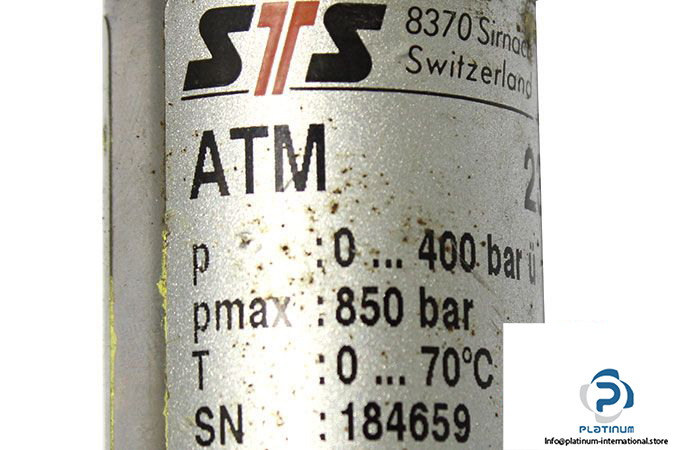 STS
8370 Sirnac
Switzerland
ATM
p : 0 ... 400 bar ü
pmax : 850 bar
T : 0 ... 70°C
SN : 184659
PLATINUM
Info@platinum-international.store